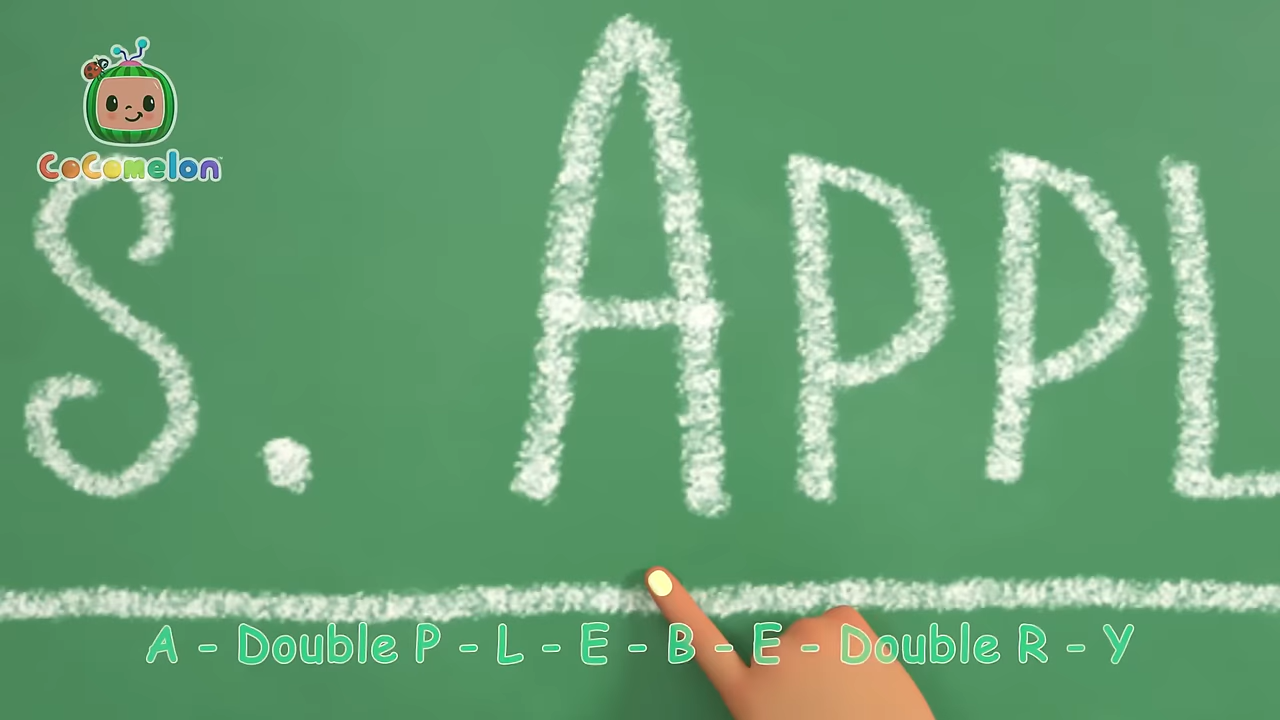 CoComelon
S. APPL
A - Double P - L - E - B - E - Double R - Y